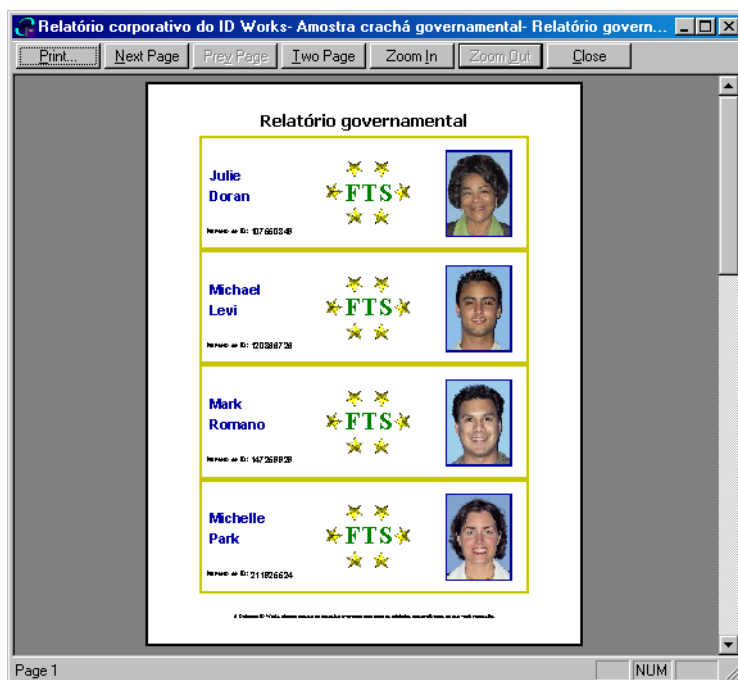 Relatório corporativo do ID Works- Amostra crachá governamental- Relatório govern...
Print... Next Page Prev Page Two Page Zoom In Zoom Out Close
Relatório governamental
Julie
Doran
FTS
Michael
Levi
FTS
Mark
Romano
FTS
Michelle
Park
FTS
Page 1 NUM